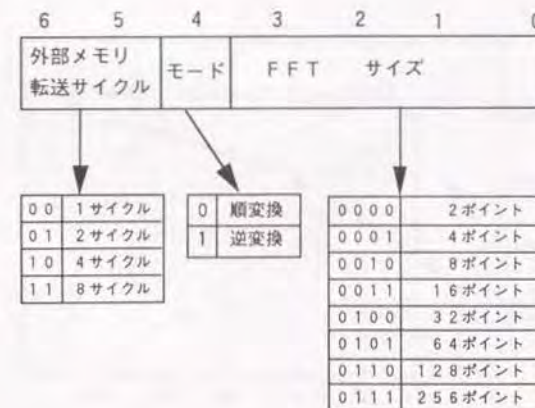 6 5 4 3 2 1 0
外部メモリ
転送サイクル
モード
FFT サイズ
00 1サイクル
01 2サイクル
10 4サイクル
11 8サイクル
0 順変換
1 逆変換
0000 2ポイント
0001 4ポイント
0010 8ポイント
0011 16ポイント
0100 32ポイント
0101 64ポイント
0110 128ポイント
0111 256ポイント